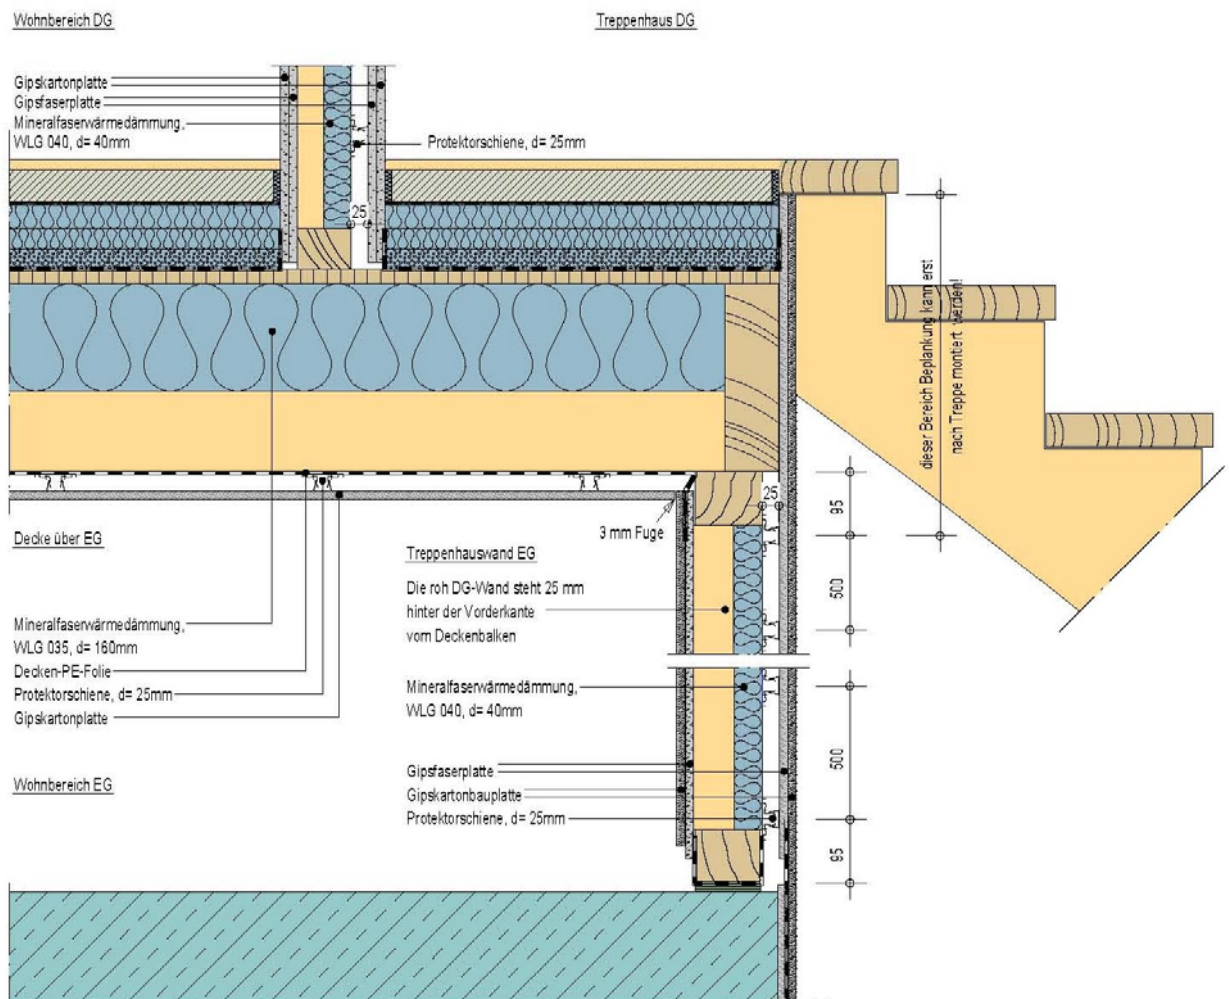 Wohnbereich DG
Treppenhaus DG
Gipskartonplatte
Gipsfaserplatte
Mineralfaserwärmedämmung,
WLG 040, d= 40mm
Protektorschiene, d= 25mm
25
dieser Bereich Beplankung kann erst
nach Treppe montiert werden!
25
95
3 mm Fuge
Decke über EG
Treppenhauswand EG
Die roh DG-Wand steht 25 mm
hinter der Vorderkante
vom Deckenbalken
500
Mineralfaserwärmedämmung,
WLG 035, d= 160mm
Decken-PE-Folie
Protektorschiene, d= 25mm
Gipskartonplatte
Mineralfaserwärmedämmung,
WLG 040, d= 40mm
500
Wohnbereich EG
Gipsfaserplatte
Gipskartonbauplatte
Protektorschiene, d= 25mm
95